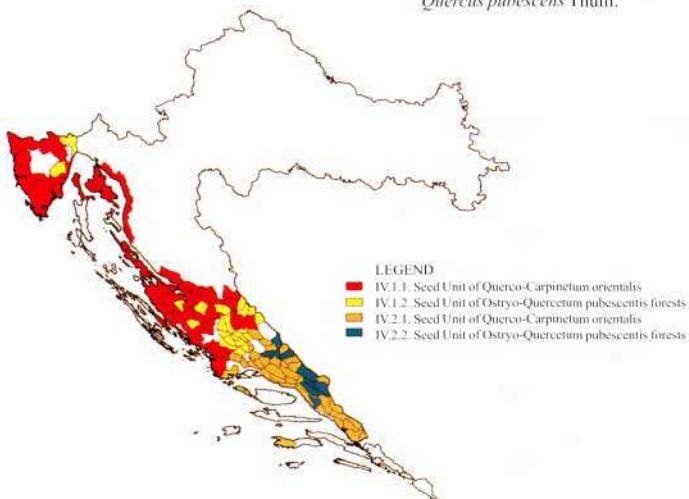 Quercus pubescens Thuill.
LEGEND
IV.1.1. Seed Unit of Querco-Carpinetum orientalis
IV.1.2. Seed Unit of Ostryo-Quercetum pubescentis forests
IV.2.1. Seed Unit of Querco-Carpinetum orientalis
IV.2.2. Seed Unit of Ostryo-Quercetum pubescentis forests